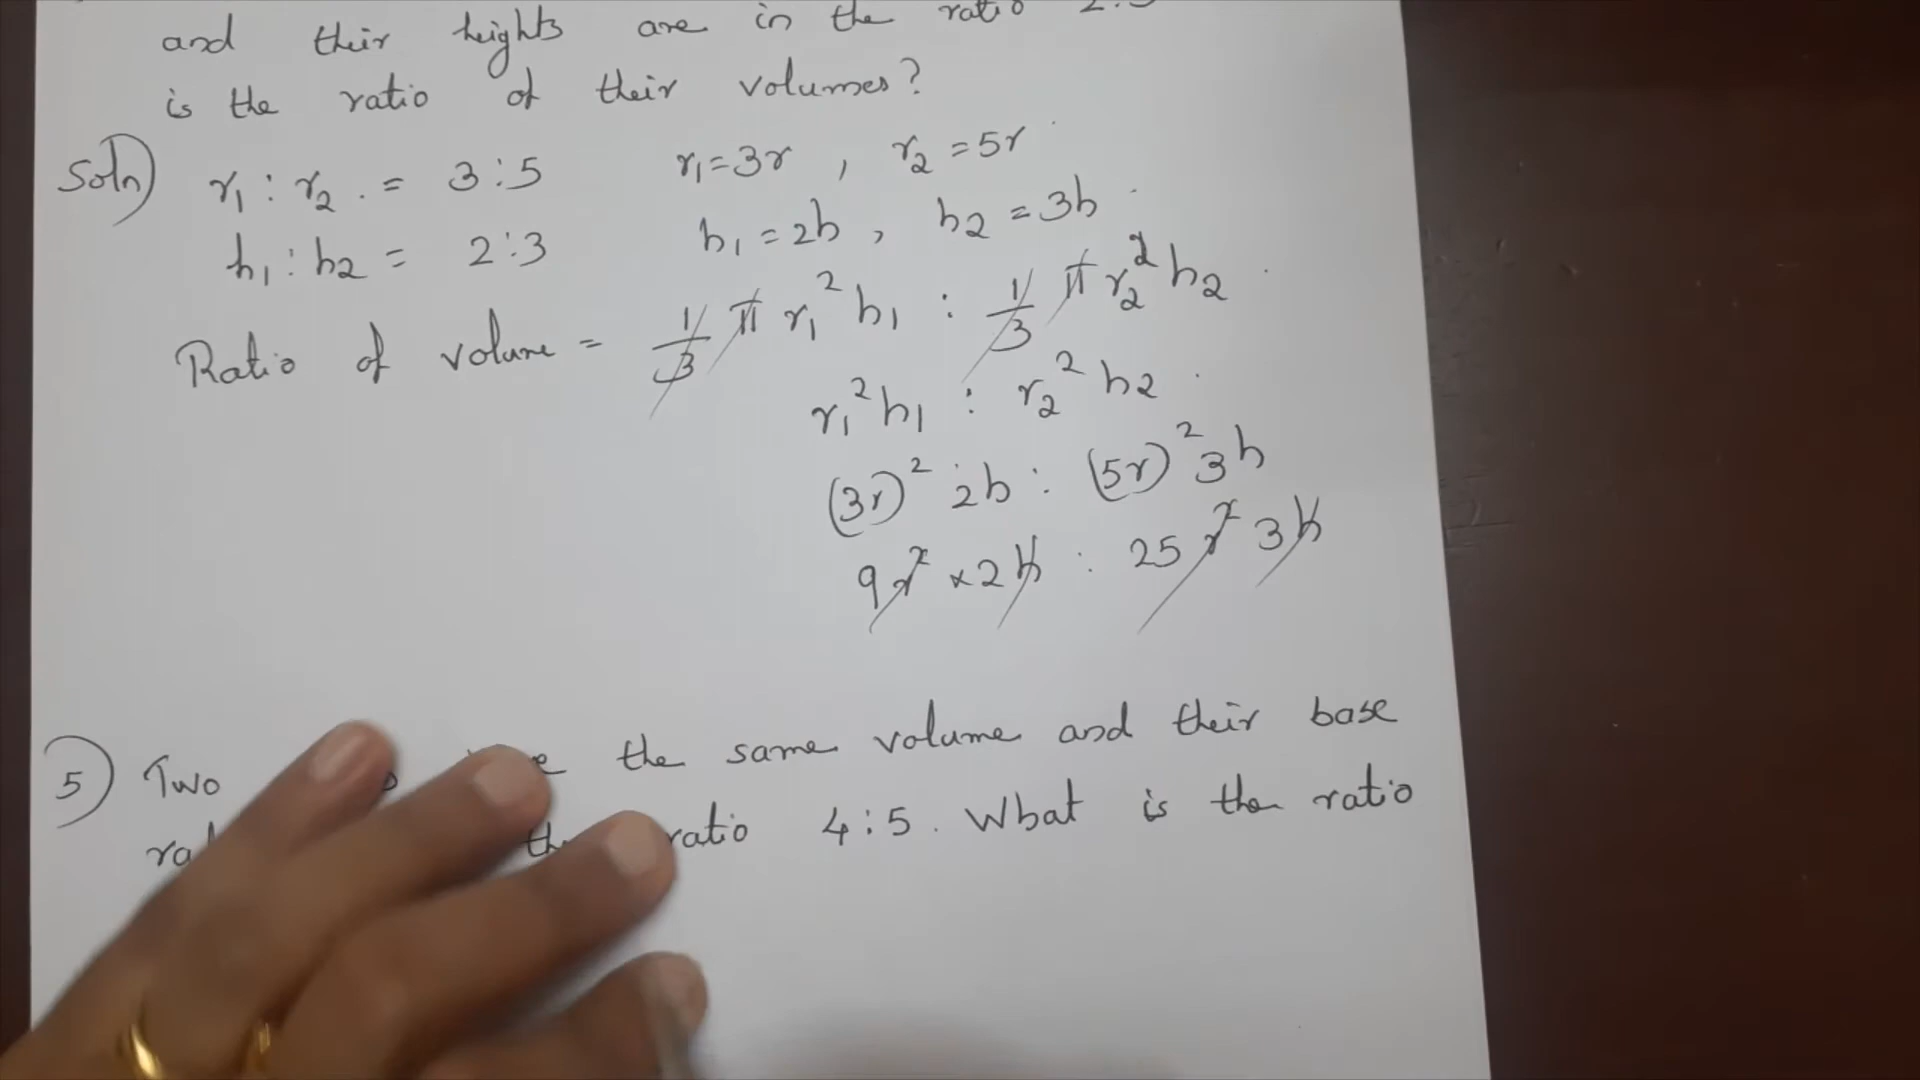 and their heights are in the ratio
is the ratio of their volumes?
Soln) r₁ : r₂ = 3:5 r₁=3r , r₂ =5r
h₁ : h₂ = 2:3 h₁ = 2h , h₂ = 3h
Ratio of volume = 1/3 π r₁² h₁ : 1/3 π r₂² h₂
r₁² h₁ : r₂² h₂
(3r)² 2h : (5r)² 3h
9r² × 2h : 25 r² 3h
5) Two the same volume and their base
ratio 4:5. What is the ratio